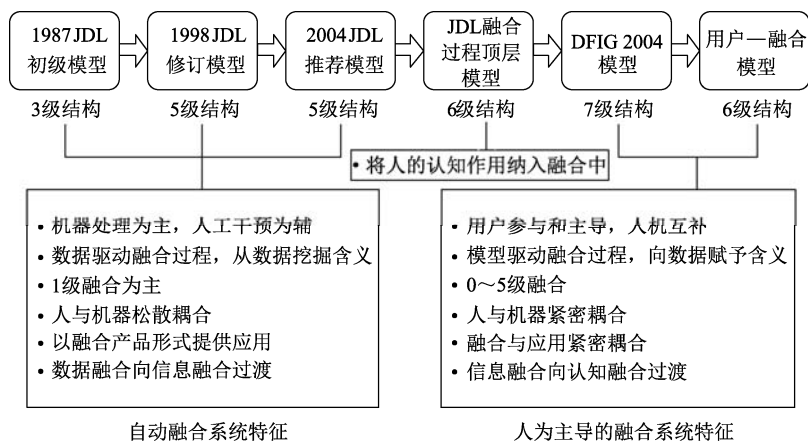 1987 JDL
初级模型
1998 JDL
修订模型
2004 JDL
推荐模型
JDL融合
过程顶层
模型
DFIG 2004
模型
用户—融合
模型
3级结构
5级结构
5级结构
6级结构
7级结构
6级结构
• 将人的认知作用纳入融合中
• 机器处理为主，人工干预为辅
• 数据驱动融合过程，从数据挖掘含义
• 1级融合为主
• 人与机器松散耦合
• 以融合产品形式提供应用
• 数据融合向信息融合过渡
• 用户参与和主导，人机互补
• 模型驱动融合过程，向数据赋予含义
• 0～5级融合
• 人与机器紧密耦合
• 融合与应用紧密耦合
• 信息融合向认知融合过渡
自动融合系统特征
人为主导的融合系统特征